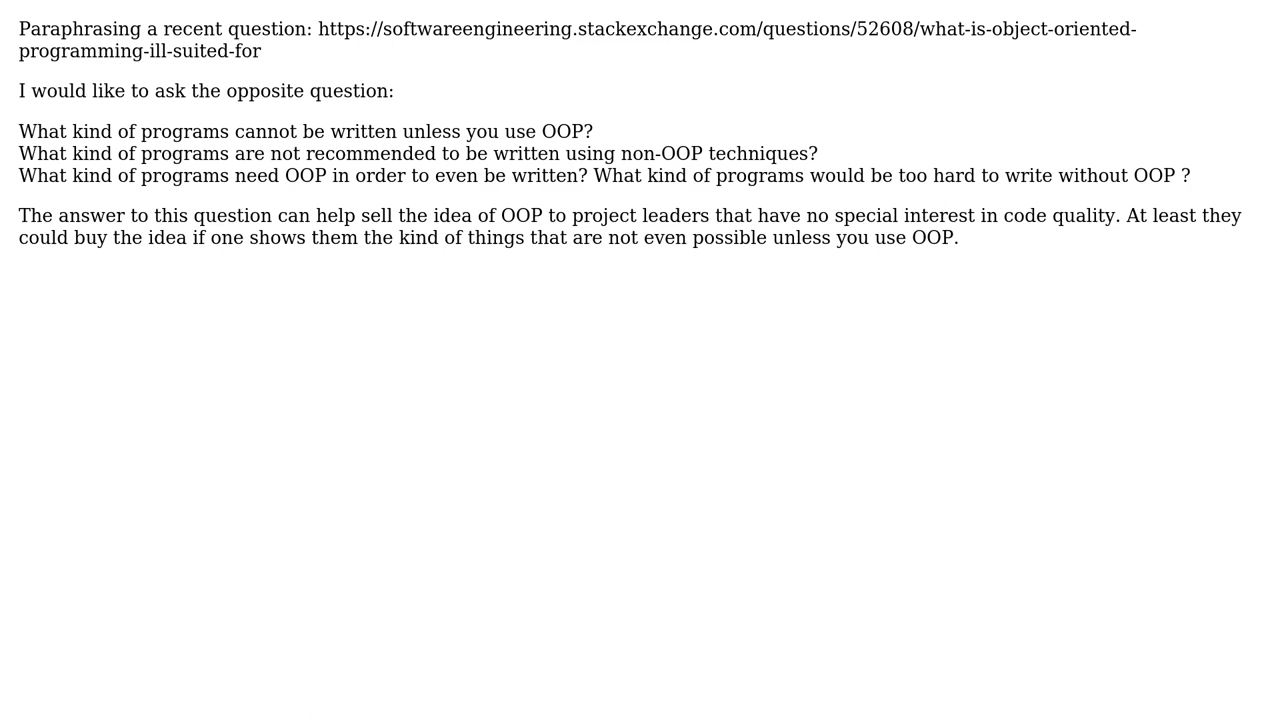 Paraphrasing a recent question: https://softwareengineering.stackexchange.com/questions/52608/what-is-object-oriented-
programming-ill-suited-for
I would like to ask the opposite question:
What kind of programs cannot be written unless you use OOP?
What kind of programs are not recommended to be written using non-OOP techniques?
What kind of programs need OOP in order to even be written? What kind of programs would be too hard to write without OOP ?
The answer to this question can help sell the idea of OOP to project leaders that have no special interest in code quality. At least they
could buy the idea if one shows them the kind of things that are not even possible unless you use OOP.